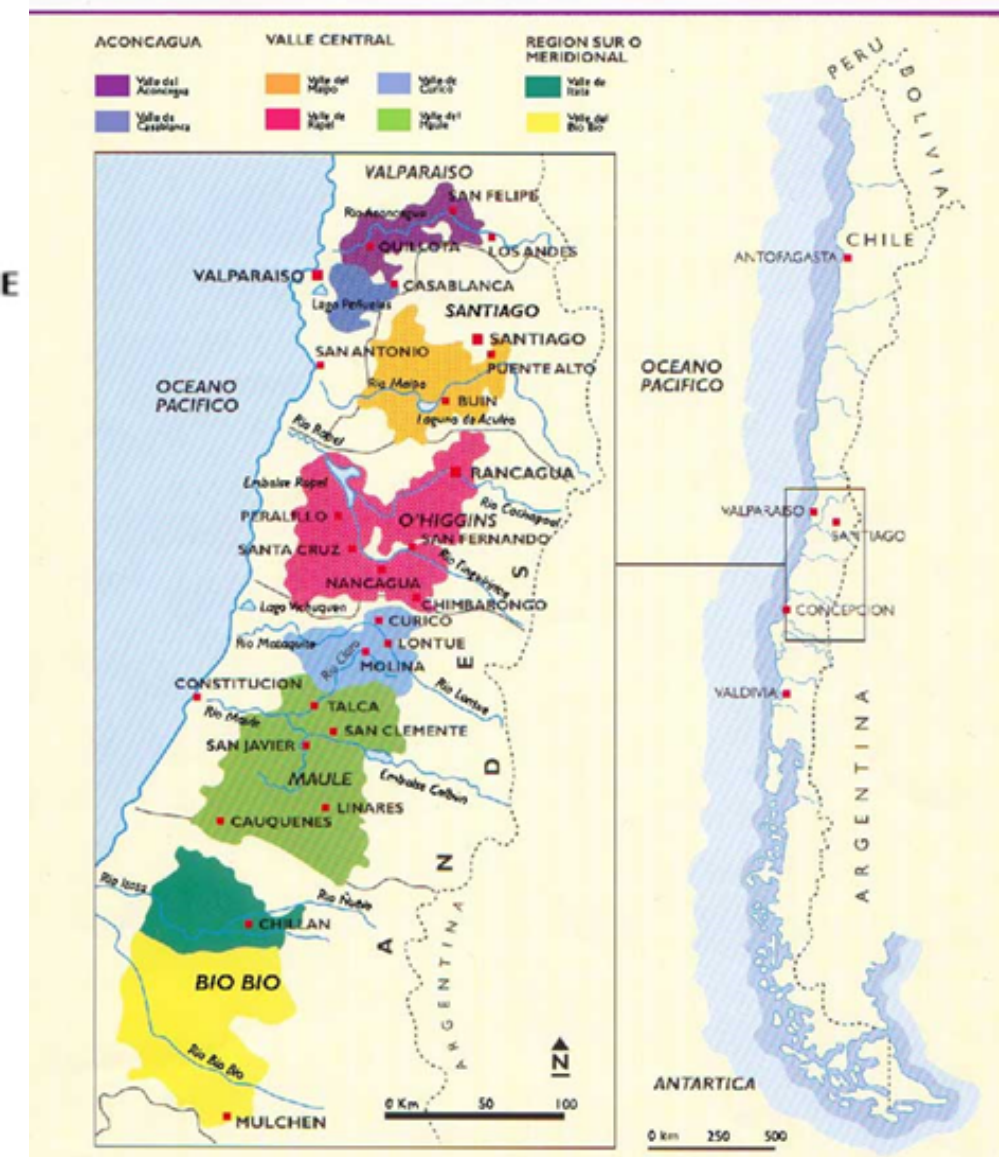 E
ACONCAGUA
Valle del
Aconcagua
Valle de
Casablanca
VALLE CENTRAL
Valle del
Maipo
Valle de
Curico
Valle de
Rapel
Valle del
Maule
REGION SUR O
MERIDIONAL
Valle de
Itata
Valle del
Bio Bio
VALPARAISO
SAN FELIPE
Rio Aconcagua
QUILLOTA
LOS ANDES
VALPARAISO
CASABLANCA
Lago Peñuelas
SANTIAGO
SANTIAGO
SAN ANTONIO
PUENTE ALTO
OCEANO
PACIFICO
Rio Maipo
BUIN
Laguna de Aculeo
Rio Rapel
RANCAGUA
Embalse Rapel
Rio Cachapoal
PERALILLO
O'HIGGINS
SAN FERNANDO
SANTA CRUZ
Rio Tinguiririca
NANCAGUA
CHIMBARONGO
Lago Vichuquen
CURICO
Rio Mataquito
LONTUE
Rio Claro
MOLINA
CONSTITUCION
Rio Lontue
TALCA
Rio Maule
SAN CLEMENTE
SAN JAVIER
MAULE
Embalse Colbun
LINARES
CAUQUENES
Rio Itata
Rio Ñuble
CHILLAN
BIO BIO
Rio Bio Bio
MULCHEN
A N D E S
ARGENTINA
N
0 Km 50 100
PERU
BOLIVIA
CHILE
ANTOFAGASTA
OCEANO
PACIFICO
VALPARAISO
SANTIAGO
CONCEPCION
VALDIVIA
ARGENTINA
ANTARTICA
0 km 250 500